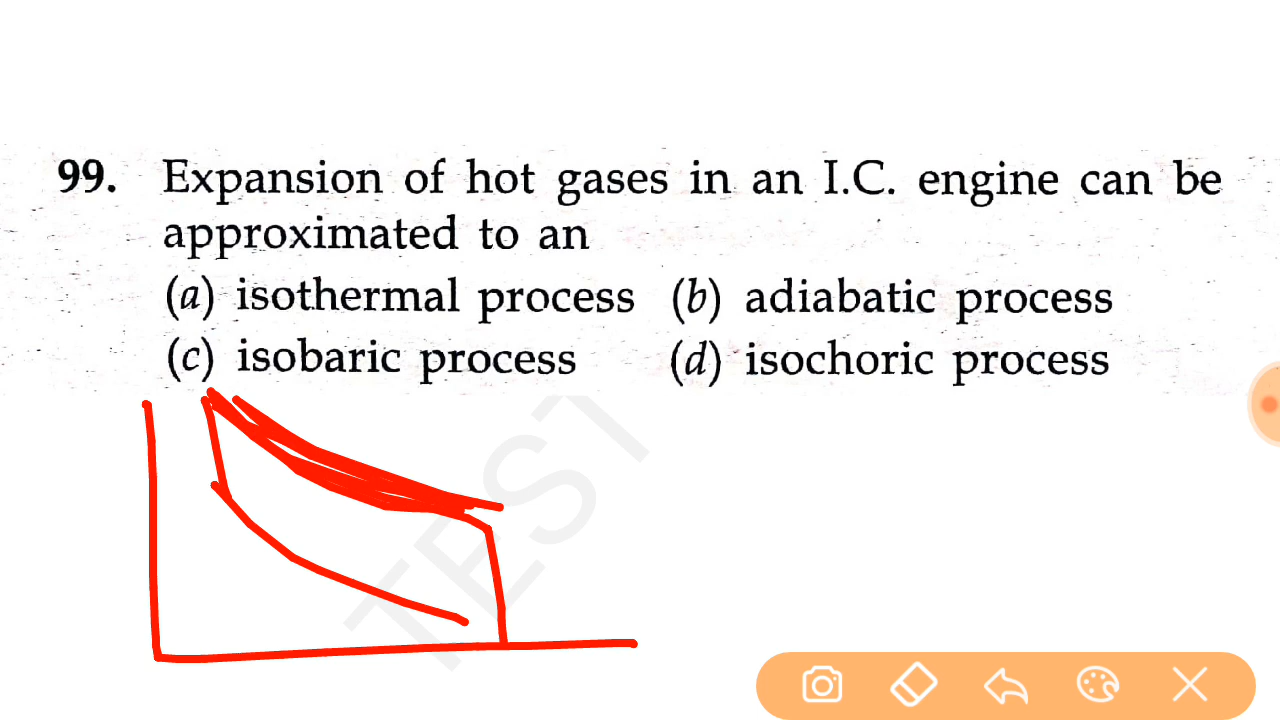 99. Expansion of hot gases in an I.C. engine can be
approximated to an
(a) isothermal process (b) adiabatic process
(c) isobaric process (d) isochoric process
TEST